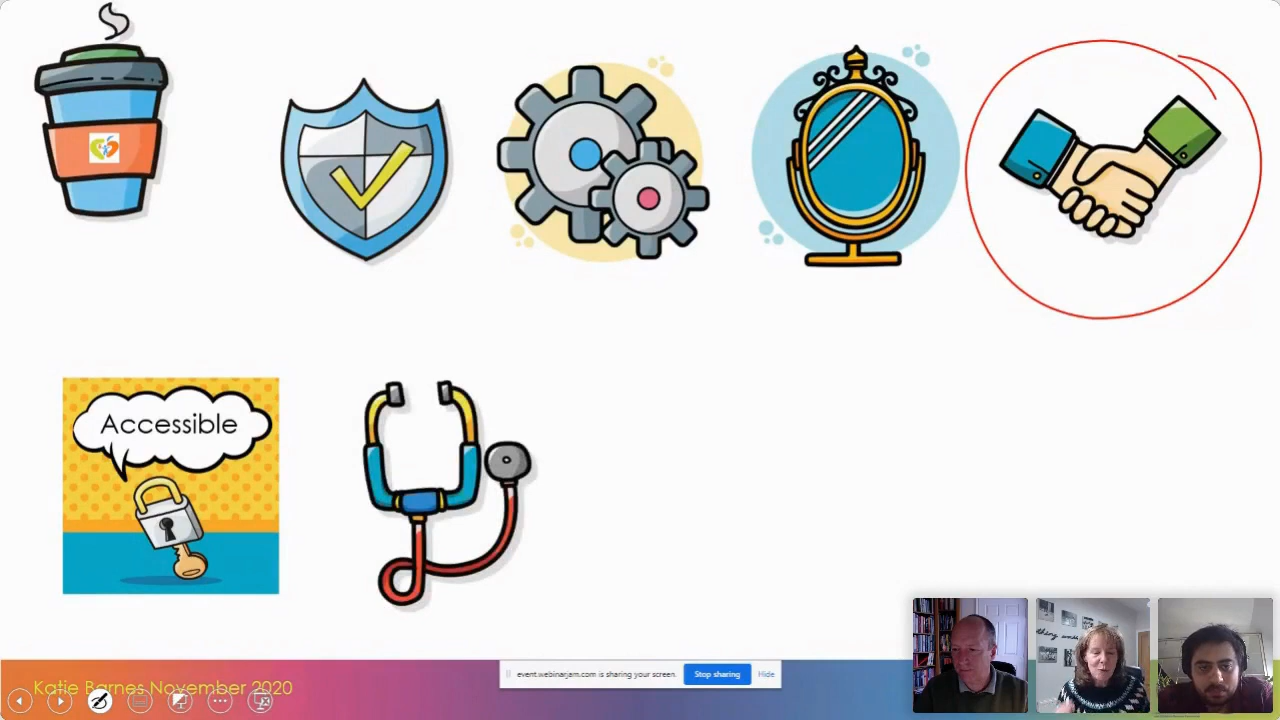 Accessible
Katie Barnes November 2020
event.webinarjam.com is sharing your screen.
Stop sharing
Hide